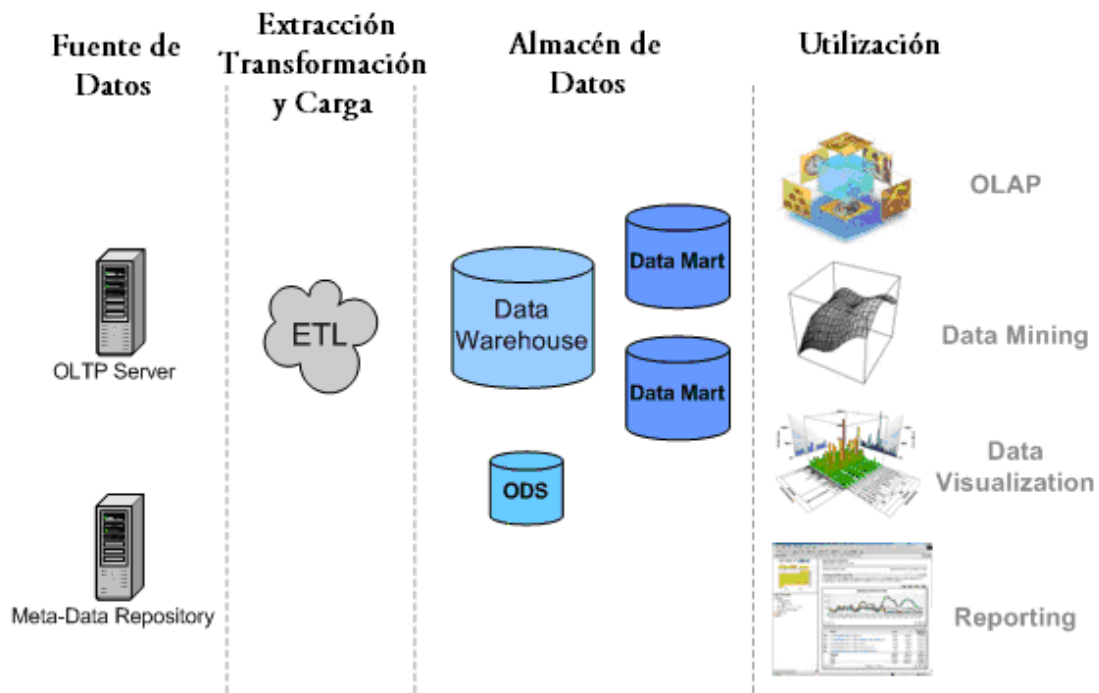 Fuente de
Datos
Extracción
Transformación
y Carga
Almacén de
Datos
Utilización
OLTP Server
Meta-Data Repository
ETL
Data
Warehouse
Data Mart
Data Mart
ODS
OLAP
Data Mining
Data
Visualization
Reporting